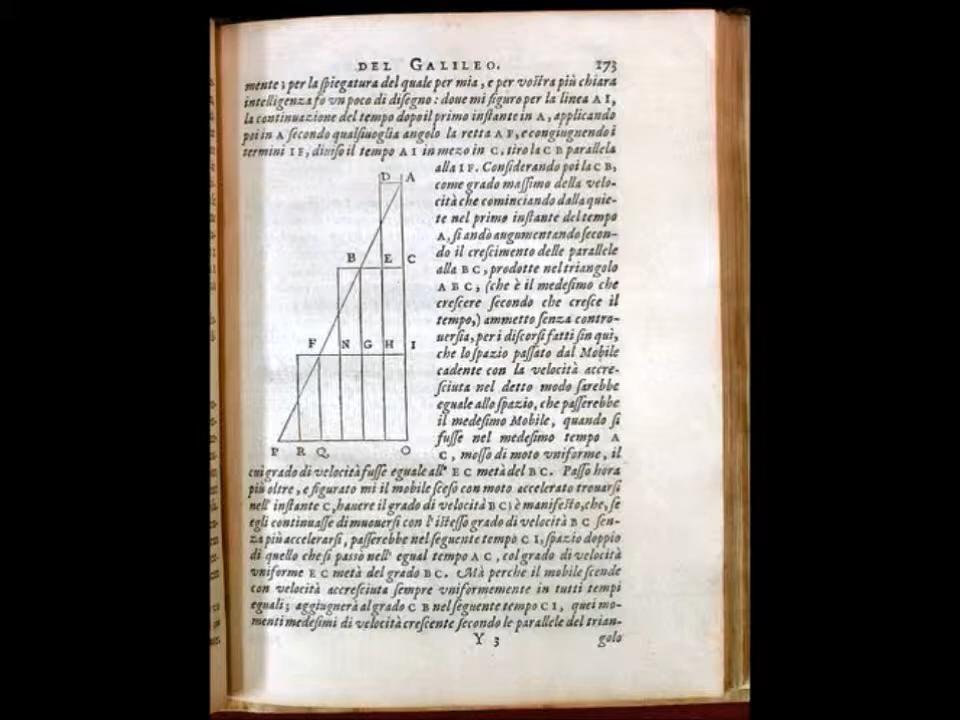 DEL GALILEO. 173
mente; per la ſpiegatura del quale per mia, e per voſtra più chiara
intelligenza fo vn poco di diſegno: doue mi figuro per la linea A I,
la continuazione del tempo dopo il primo inſtante in A, applicando
poi in A ſecondo qualſiuoglia angolo la retta A F, e congiugnendo i
termini I F, diuiſo il tempo A I in mezo in C, tiro la C B parallela
alla I F. Conſiderando poi la C B,
come grado maſſimo della velo-
cità che cominciando dalla quie-
te nel primo inſtante del tempo
A, ſi andò augumentando ſecon-
do il creſcimento delle parallele
alla B C, prodotte nel triangolo
A B C, (che è il medeſimo che
creſcere ſecondo che creſce il
tempo,) ammetto ſenza contro-
uerſia, per i diſcorſi fatti ſin quì,
che lo ſpazio paſſato dal Mobile
cadente con la velocità accre-
ſciuta nel detto modo ſarebbe
eguale allo ſpazio, che paſſerebbe
il medeſimo Mobile, quando ſi
fuſſe nel medeſimo tempo A
C, moſſo di moto vniforme, il
D A
B E C
F N G H I
P R Q O
cui grado di velocità fuſſe eguale all' E C metà del B C. Paſſo hora
più oltre, e figurato mi il mobile ſceſo con moto accelerato trouarſi
nell' inſtante C, hauere il grado di velocità B C: è manifeſto, che, ſe
egli continuaſſe di muouerſi con l'iſteſſo grado di velocità B C ſen-
za più accelerarſi, paſſerebbe nel ſeguente tempo C I, ſpazio doppio
di quello che ſi paſsò nell' egual tempo A C, col grado di velocità
vniforme E C metà del grado B C. Mà perche il mobile ſcende
con velocità accreſciuta ſempre vniformemente in tutti tempi
eguali; aggiugnerà al grado C B nel ſeguente tempo C I, quei mo-
menti medeſimi di velocità creſcente ſecondo le parallele del trian-
Y 3 golo